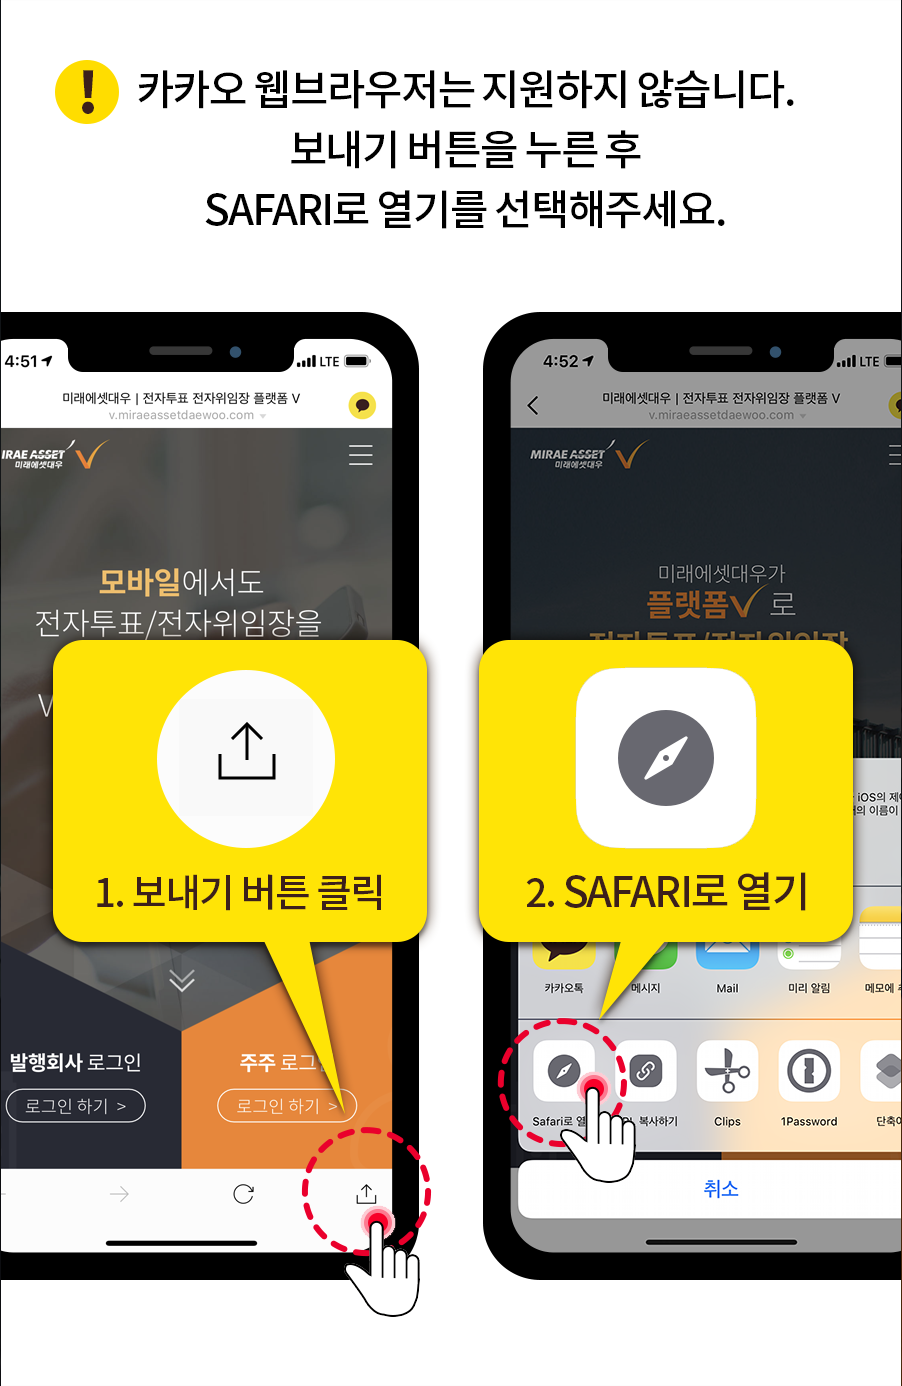 ! 카카오 웹브라우저는 지원하지 않습니다.
보내기 버튼을 누른 후
SAFARI로 열기를 선택해주세요.
4:51
LTE
미래에셋대우 | 전자투표 전자위임장 플랫폼 V
v.miraeassetdaewoo.com
IRAE ASSET
미래에셋대우
모바일에서도
전자투표/전자위임장을
1. 보내기 버튼 클릭
발행회사 로그인
로그인 하기 >
주주 로그
로그인 하기 >
4:52
LTE
미래에셋대우 | 전자투표 전자위임장 플랫폼 V
v.miraeassetdaewoo.com
MIRAE ASSET
미래에셋대우
미래에셋대우가
플랫폼V로
전자투표/전자위임장
iOS의
이름이
2. SAFARI로 열기
카카오톡
메시지
Mail
미리 알림
메모에
Safari로 열
복사하기
Clips
1Password
단축
취소